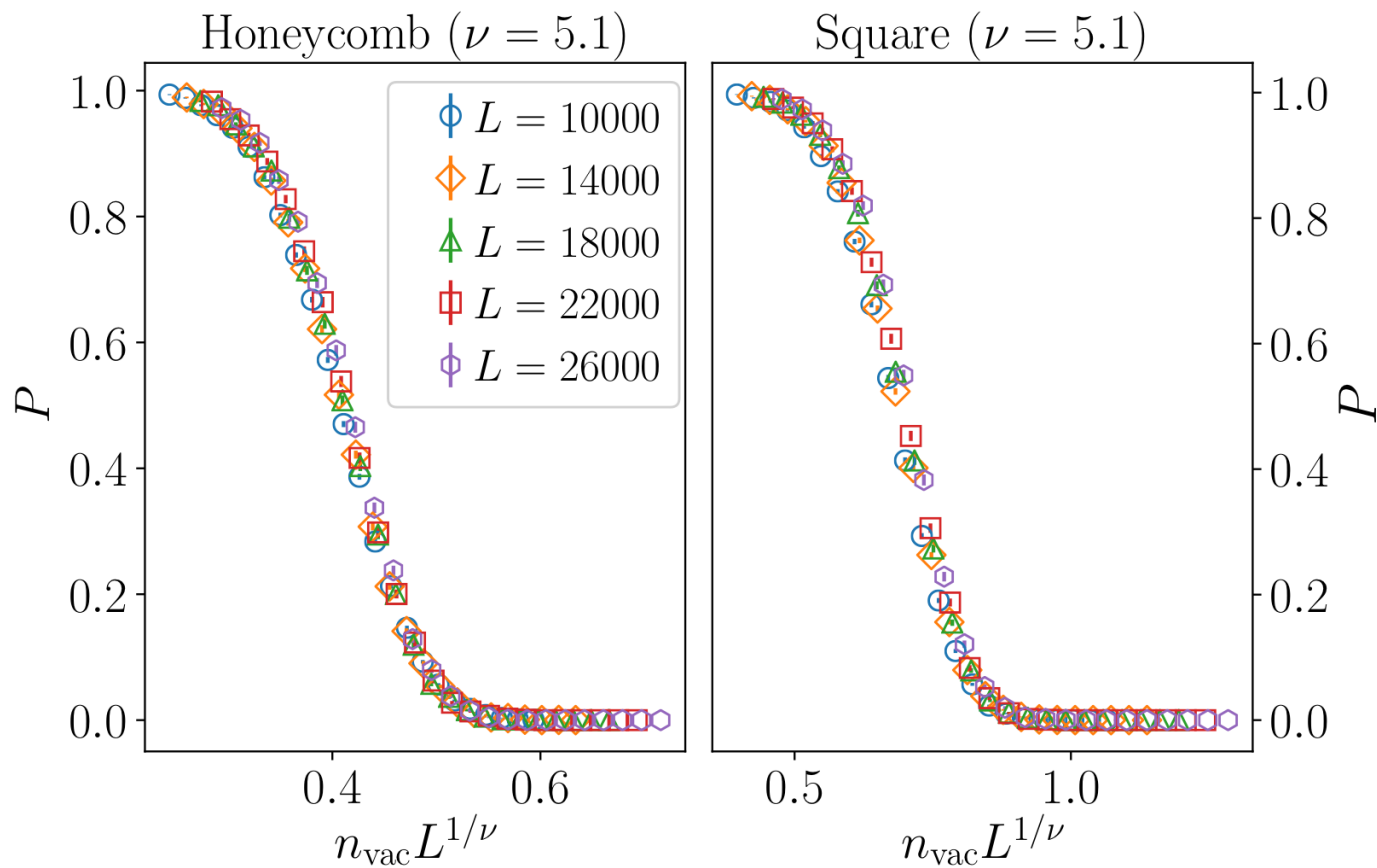 Honeycomb (ν = 5.1)
Square (ν = 5.1)
1.0
0.8
0.6
0.4
0.2
0.0
P
L = 10000
L = 14000
L = 18000
L = 22000
L = 26000
1.0
0.8
0.6
0.4
0.2
0.0
P
0.4
0.6
0.5
1.0
n_vac L^{1/ν}
n_vac L^{1/ν}